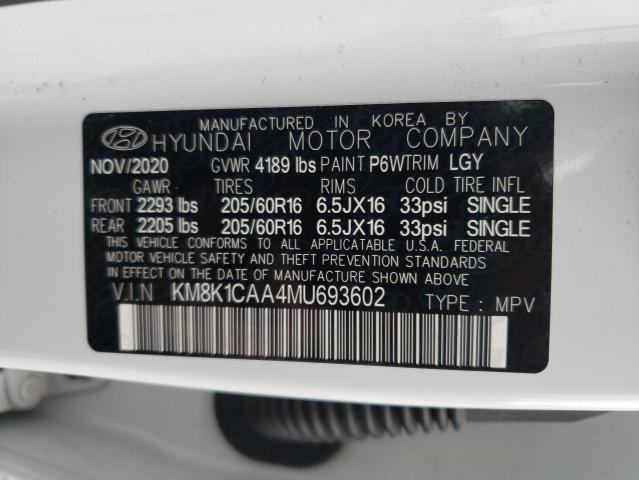 MANUFACTURED IN KOREA BY
HYUNDAI MOTOR COMPANY
NOV/2020 GVWR 4189 lbs PAINT P6W TRIM LGY
GAWR TIRES RIMS COLD TIRE INFL
FRONT 2293 lbs 205/60R16 6.5JX16 33psi SINGLE
REAR 2205 lbs 205/60R16 6.5JX16 33psi SINGLE
THIS VEHICLE CONFORMS TO ALL APPLICATABLE U.S.A. FEDERAL
MOTOR VEHICLE SAFETY AND THEFT PREVENTION STANDARDS
IN EFFECT ON THE DATE OF MANUFACTURE SHOWN ABOVE
V.I.N KM8K1CAA4MU693602 TYPE : MPV